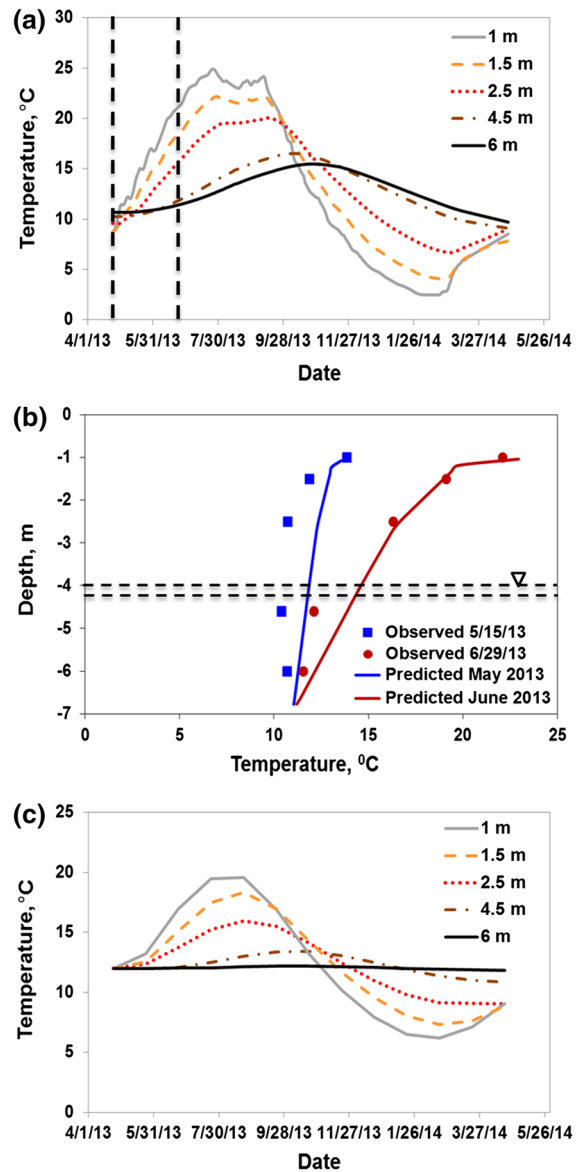 (a)
30
25
20
15
10
5
0
Temperature, °C
1 m
1.5 m
2.5 m
4.5 m
6 m
4/1/13 5/31/13 7/30/13 9/28/13 11/27/13 1/26/14 3/27/14 5/26/14
Date
(b)
-0
-1
-2
-3
-4
-5
-6
-7
Depth, m
Observed 5/15/13
Observed 6/29/13
Predicted May 2013
Predicted June 2013
0 5 10 15 20 25
Temperature, ⁰C
(c)
25
20
15
10
5
0
Temperature, °C
1 m
1.5 m
2.5 m
4.5 m
6 m
4/1/13 5/31/13 7/30/13 9/28/13 11/27/13 1/26/14 3/27/14 5/26/14
Date